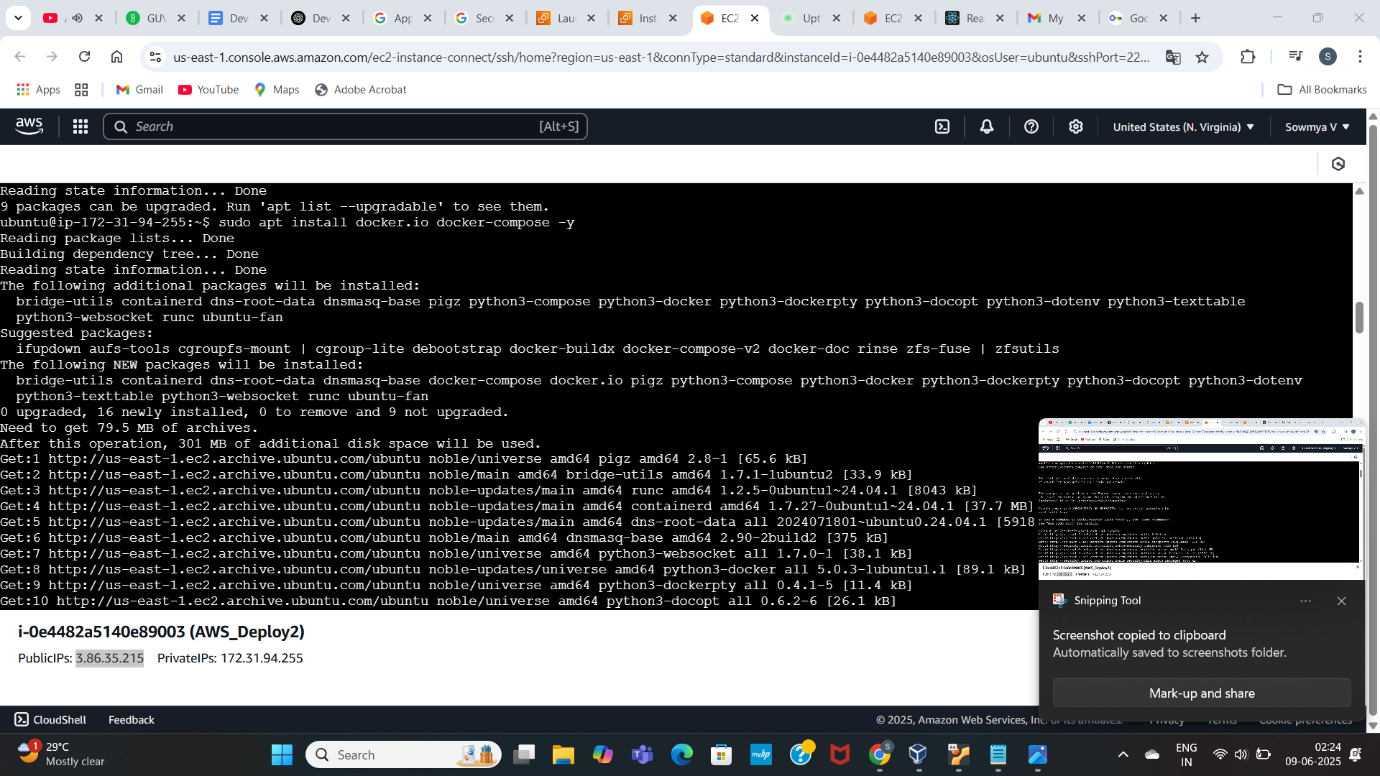 GUV
Dev
Dev
App
Sec
Lau
Inst
EC2
Upt
EC2
Rea
My
Goo
us-east-1.console.aws.amazon.com/ec2-instance-connect/ssh/home?region=us-east-1&connType=standard&instanceId=i-0e4482a5140e89003&osUser=ubuntu&sshPort=22...
S
Apps
Gmail
YouTube
Maps
Adobe Acrobat
All Bookmarks
aws
Search
[Alt+S]
United States (N. Virginia)
Sowmya V
Reading state information... Done
9 packages can be upgraded. Run 'apt list --upgradable' to see them.
ubuntu@ip-172-31-94-255:~$ sudo apt install docker.io docker-compose -y
Reading package lists... Done
Building dependency tree... Done
Reading state information... Done
The following additional packages will be installed:
bridge-utils containerd dns-root-data dnsmasq-base pigz python3-compose python3-docker python3-dockerpty python3-docopt python3-dotenv python3-texttable
python3-websocket runc ubuntu-fan
Suggested packages:
ifupdown aufs-tools cgroupfs-mount | cgroup-lite debootstrap docker-buildx docker-compose-v2 docker-doc rinse zfs-fuse | zfsutils
The following NEW packages will be installed:
bridge-utils containerd dns-root-data dnsmasq-base docker-compose docker.io pigz python3-compose python3-docker python3-dockerpty python3-docopt python3-dotenv
python3-texttable python3-websocket runc ubuntu-fan
0 upgraded, 16 newly installed, 0 to remove and 9 not upgraded.
Need to get 79.5 MB of archives.
After this operation, 301 MB of additional disk space will be used.
Get:1 http://us-east-1.ec2.archive.ubuntu.com/ubuntu noble/universe amd64 pigz amd64 2.8-1 [65.6 kB]
Get:2 http://us-east-1.ec2.archive.ubuntu.com/ubuntu noble/main amd64 bridge-utils amd64 1.7.1-1ubuntu2 [33.9 kB]
Get:3 http://us-east-1.ec2.archive.ubuntu.com/ubuntu noble-updates/main amd64 runc amd64 1.2.5-0ubuntu1~24.04.1 [8043 kB]
Get:4 http://us-east-1.ec2.archive.ubuntu.com/ubuntu noble-updates/main amd64 containerd amd64 1.7.27-0ubuntu1~24.04.1 [37.7 MB]
Get:5 http://us-east-1.ec2.archive.ubuntu.com/ubuntu noble-updates/main amd64 dns-root-data all 2024071801~ubuntu0.24.04.1 [5918
Get:6 http://us-east-1.ec2.archive.ubuntu.com/ubuntu noble/main amd64 dnsmasq-base amd64 2.90-2build2 [375 kB]
Get:7 http://us-east-1.ec2.archive.ubuntu.com/ubuntu noble/universe amd64 python3-websocket all 1.7.0-1 [38.1 kB]
Get:8 http://us-east-1.ec2.archive.ubuntu.com/ubuntu noble-updates/universe amd64 python3-docker all 5.0.3-1ubuntu1.1 [89.1 kB]
Get:9 http://us-east-1.ec2.archive.ubuntu.com/ubuntu noble/universe amd64 python3-dockerpty all 0.4.1-5 [11.4 kB]
Get:10 http://us-east-1.ec2.archive.ubuntu.com/ubuntu noble/universe amd64 python3-docopt all 0.6.2-6 [26.1 kB]
i-0e4482a5140e89003 (AWS_Deploy2)
PublicIPs: 3.86.35.215 PrivateIPs: 172.31.94.255
Snipping Tool
Screenshot copied to clipboard
Automatically saved to screenshots folder.
Mark-up and share
CloudShell
Feedback
© 2025, Amazon Web Services, Inc. or its affiliates.
Privacy
Terms
Cookie preferences
1
29°C
Mostly clear
Search
myhp
ENG
IN
02:24
09-06-2025